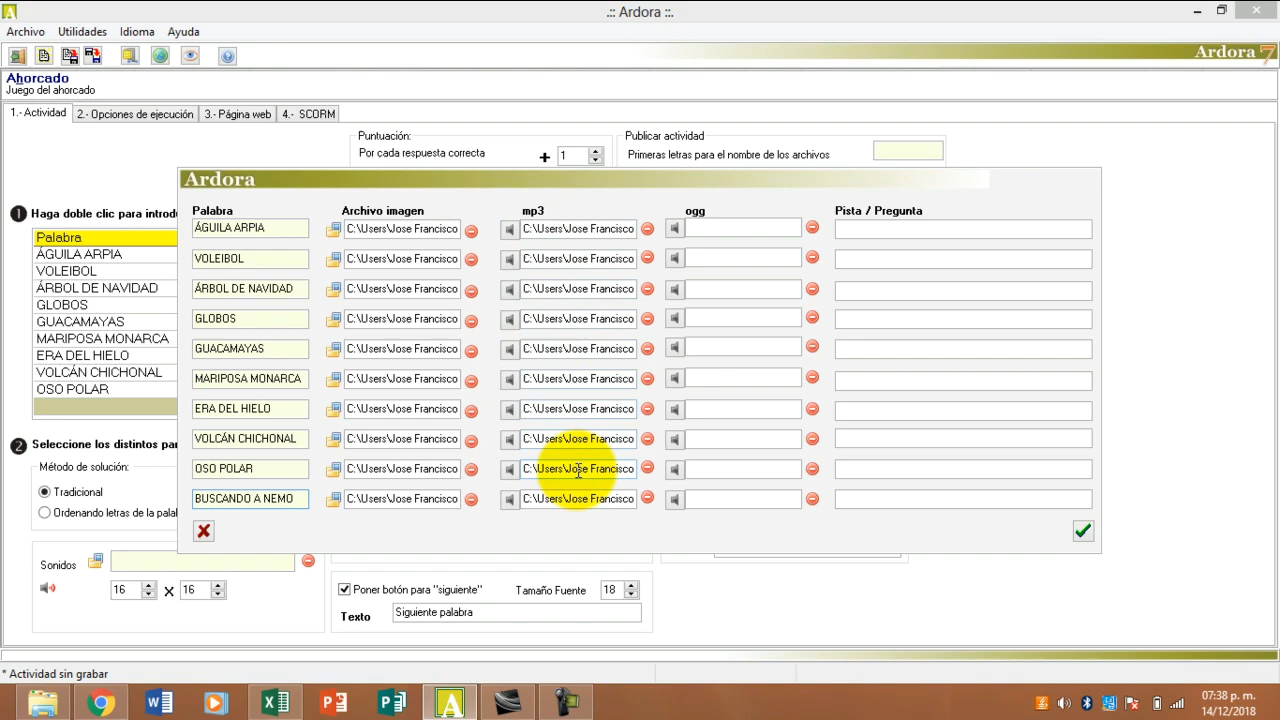 .:: Ardora ::.
Archivo Utilidades Idioma Ayuda
Ardora 7
Ahorcado
Juego del ahorcado
1.- Actividad 2.- Opciones de ejecución 3.- Página web 4.- SCORM
Puntuación: Publicar actividad
Por cada respuesta correcta + 1 Primeras letras para el nombre de los archivos
Ardora
1 Haga doble clic para introdu
Palabra
ÁGUILA ARPIA
VOLEIBOL
ÁRBOL DE NAVIDAD
GLOBOS
GUACAMAYAS
MARIPOSA MONARCA
ERA DEL HIELO
VOLCÁN CHICHONAL
OSO POLAR
Palabra Archivo imagen mp3 ogg Pista / Pregunta
ÁGUILA ARPIA C:\Users\Jose Francisco C:\Users\Jose Francisco
VOLEIBOL C:\Users\Jose Francisco C:\Users\Jose Francisco
ÁRBOL DE NAVIDAD C:\Users\Jose Francisco C:\Users\Jose Francisco
GLOBOS C:\Users\Jose Francisco C:\Users\Jose Francisco
GUACAMAYAS C:\Users\Jose Francisco C:\Users\Jose Francisco
MARIPOSA MONARCA C:\Users\Jose Francisco C:\Users\Jose Francisco
ERA DEL HIELO C:\Users\Jose Francisco C:\Users\Jose Francisco
VOLCÁN CHICHONAL C:\Users\Jose Francisco C:\Users\Jose Francisco
OSO POLAR C:\Users\Jose Francisco C:\Users\Jose Francisco
BUSCANDO A NEMO C:\Users\Jose Francisco C:\Users\Jose Francisco
2 Seleccione los distintos par
Método de solución:
Tradicional
Ordenando letras de la palal
Sonidos
16 X 16
Poner botón para "siguiente" Tamaño Fuente 18
Texto Siguiente palabra
* Actividad sin grabar
07:38 p. m.
14/12/2018